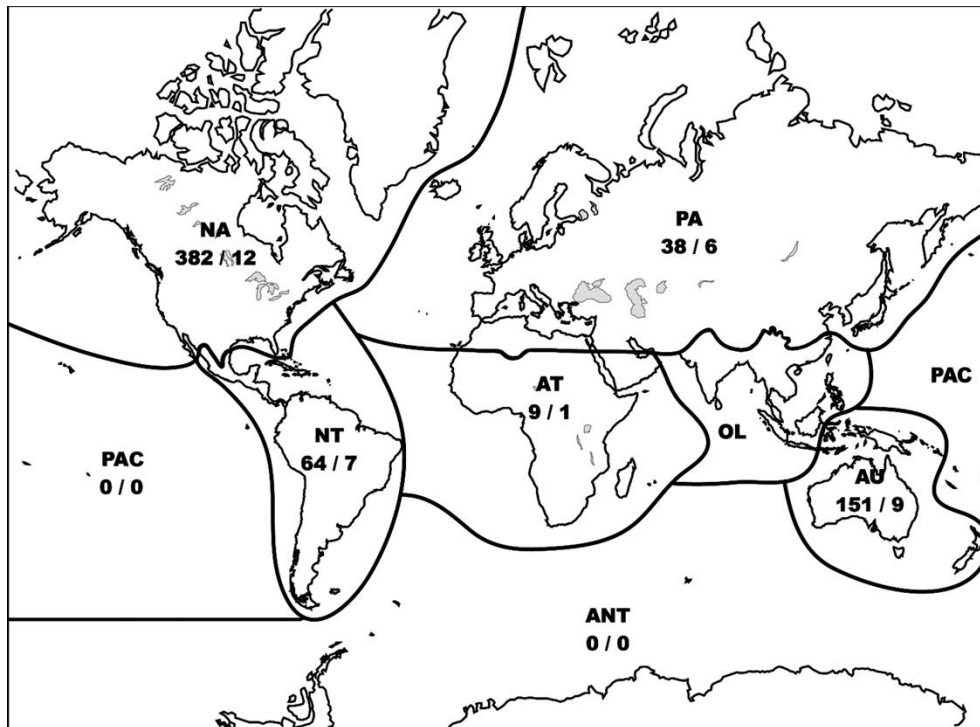 NA
382 / 12
PA
38 / 6
AT
9 / 1
PAC
OL
NT
64 / 7
PAC
0 / 0
AU
151 / 9
ANT
0 / 0